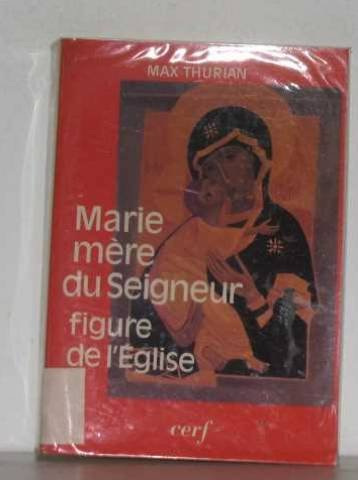 MAX THURIAN
Marie
mère
du Seigneur
figure
de l'Église
cerf